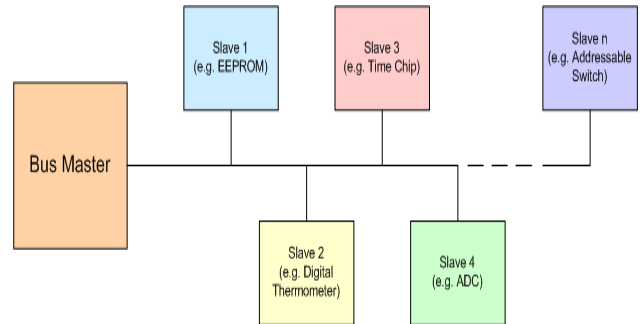 Bus Master
Slave 1
(e.g. EEPROM)
Slave 3
(e.g. Time Chip)
Slave n
(e.g. Addressable
Switch)
Slave 2
(e.g. Digital
Thermometer)
Slave 4
(e.g. ADC)